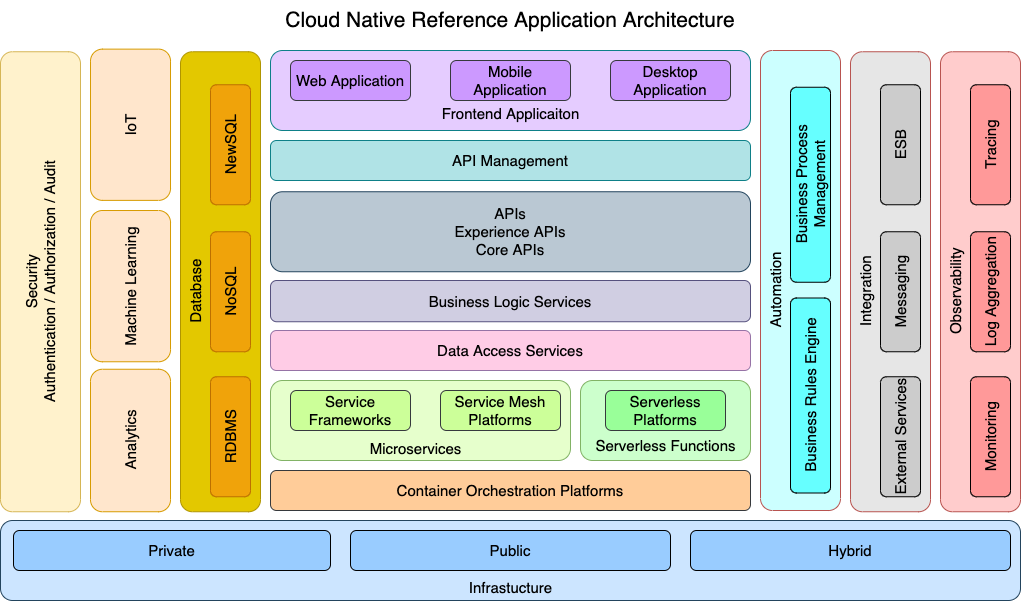 Cloud Native Reference Application Architecture
Security
Authentication / Authorization / Audit
IoT
Machine Learning
Analytics
Database
NewSQL
NoSQL
RDBMS
Web Application
Mobile
Application
Desktop
Application
Frontend Applicaiton
API Management
APIs
Experience APIs
Core APIs
Business Logic Services
Data Access Services
Service
Frameworks
Service Mesh
Platforms
Microservices
Serverless
Platforms
Serverless Functions
Container Orchestration Platforms
Automation
Business Process
Management
Business Rules Engine
Integration
ESB
Messaging
External Services
Observability
Tracing
Log Aggregation
Monitoring
Private
Public
Hybrid
Infrastucture